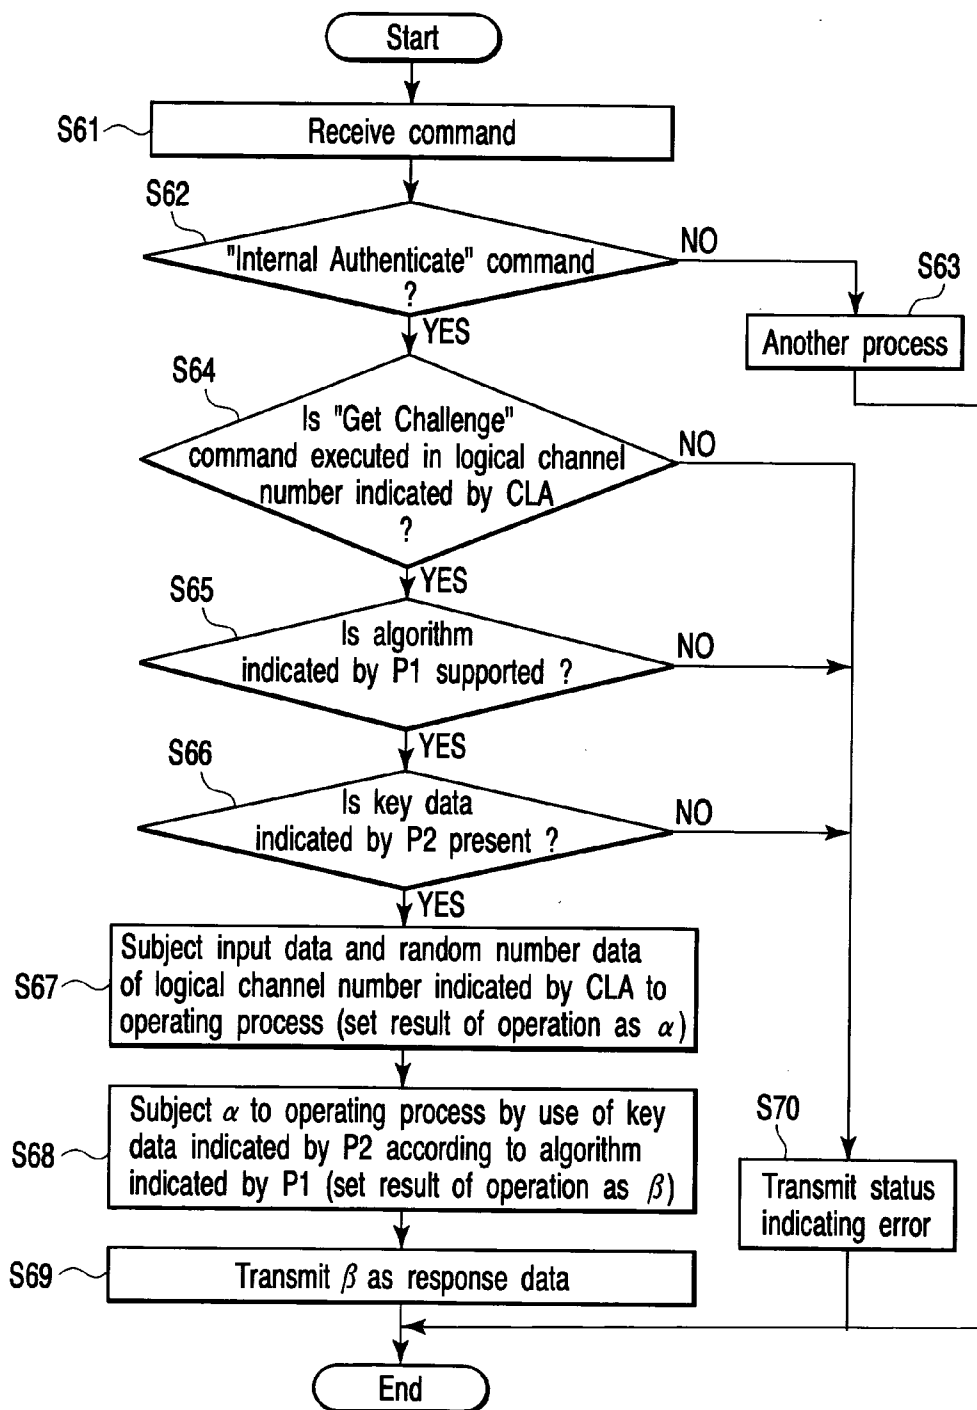 Start
S61
Receive command
S62
"Internal Authenticate" command
?
NO
S63
Another process
YES
S64
Is "Get Challenge"
command executed in logical channel
number indicated by CLA
?
NO
YES
S65
Is algorithm
indicated by P1 supported ?
NO
YES
S66
Is key data
indicated by P2 present ?
NO
YES
S67
Subject input data and random number data
of logical channel number indicated by CLA to
operating process (set result of operation as α)
S68
Subject α to operating process by use of key
data indicated by P2 according to algorithm
indicated by P1 (set result of operation as β)
S70
Transmit status
indicating error
S69
Transmit β as response data
End